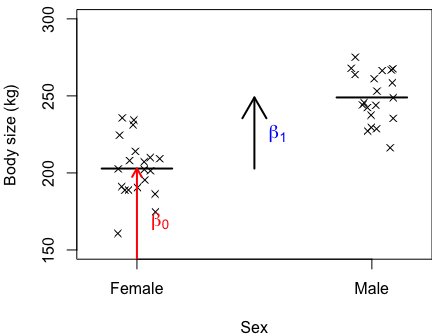 300
250
200
150
Body size (kg)
β1
β0
Female Male
Sex